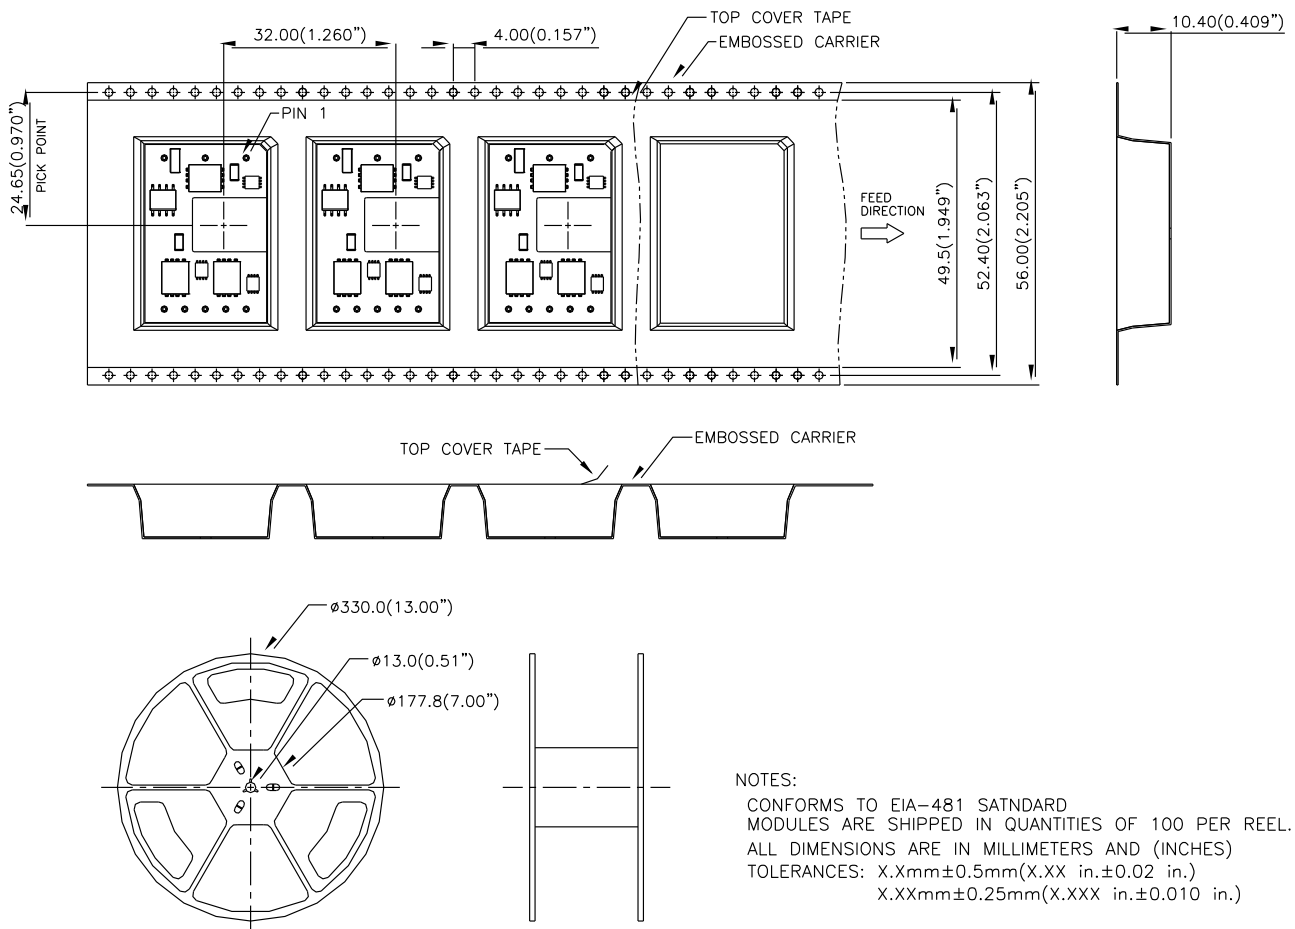 TOP COVER TAPE
EMBOSSED CARRIER
32.00(1.260”)
4.00(0.157”)
10.40(0.409”)
PIN 1
24.65(0.970”)
PICK POINT
FEED
DIRECTION
49.5(1.949”)
52.40(2.063”)
56.00(2.205”)
TOP COVER TAPE
EMBOSSED CARRIER
ø330.0(13.00”)
ø13.0(0.51”)
ø177.8(7.00”)
NOTES:
CONFORMS TO EIA-481 SATNDARD
MODULES ARE SHIPPED IN QUANTITIES OF 100 PER REEL.
ALL DIMENSIONS ARE IN MILLIMETERS AND (INCHES)
TOLERANCES: X.Xmm±0.5mm(X.XX in.±0.02 in.)
X.XXmm±0.25mm(X.XXX in.±0.010 in.)